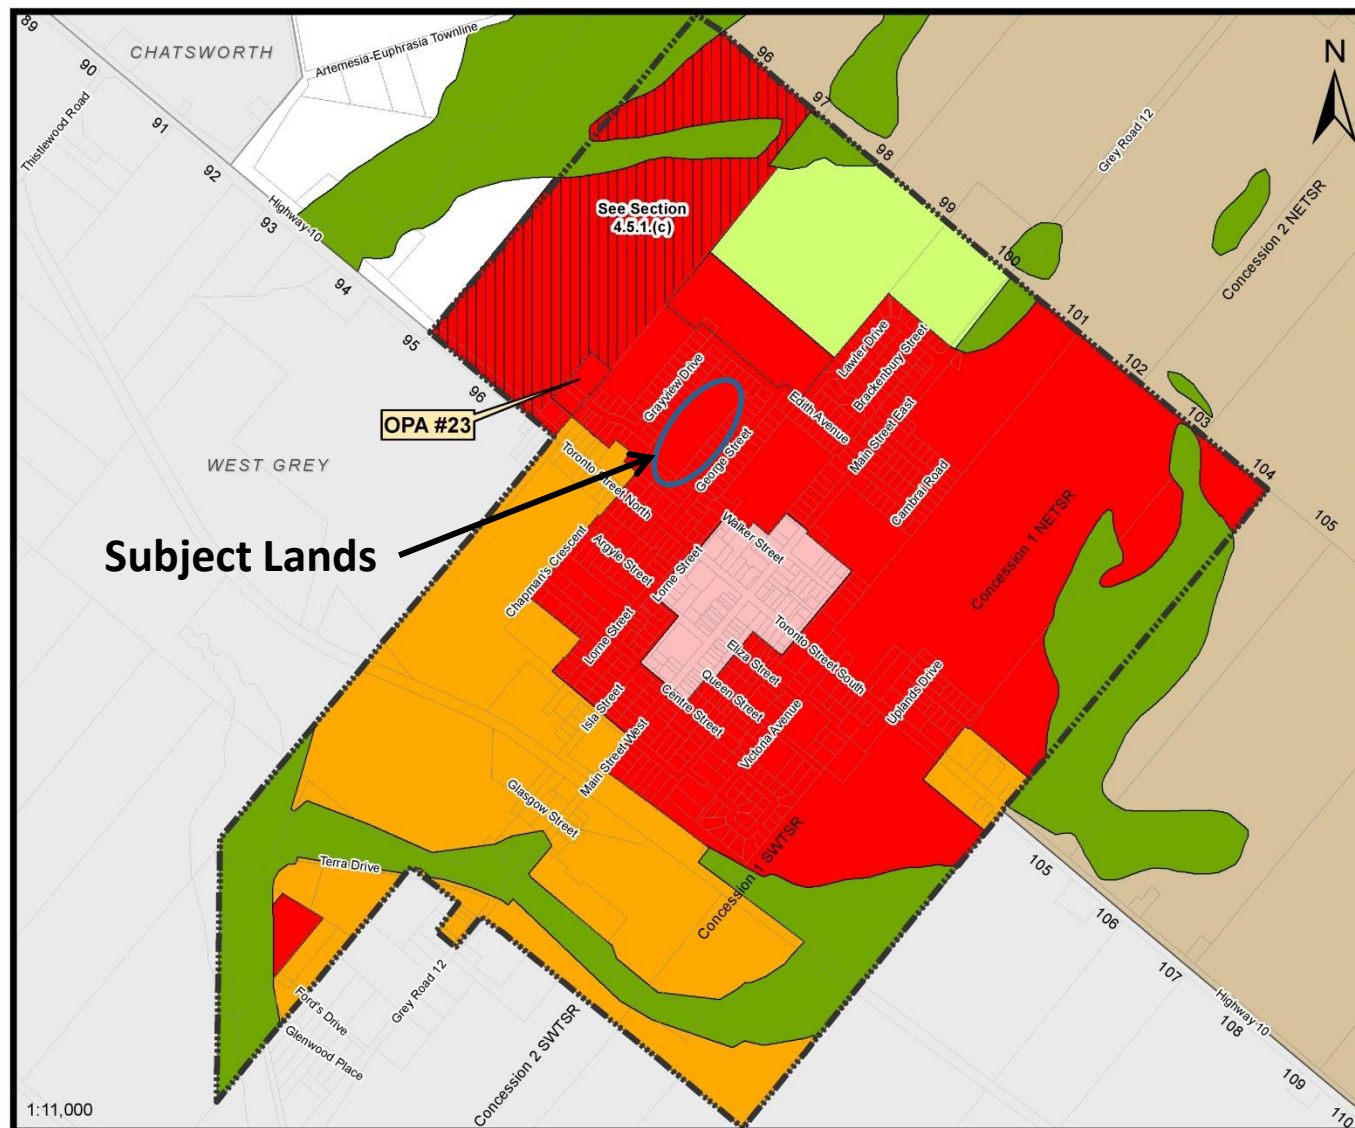 89
CHATSWORTH
Artemesia-Euphrasia Townline
90
Thistlewood Road
91
92
93
Highway 10
94
95
96
96
97
98
99
100
101
102
103
104
105
N
Grey Road 12
Concession 2 NETSR
See Section
4.5.1.(c)
OPA #23
WEST GREY
Grayview Drive
Lawler Drive
Brackenbury Street
Edith Avenue
Main Street East
George Street
Cambrail Road
Toronto Street North
Subject Lands
Walker Street
Chapman's Crescent
Argyle Street
Lorne Street
Concession 1 NETSR
Lorne Street
Toronto Street South
Eliza Street
Queen Street
Centre Street
Victoria Avenue
Uplands Drive
Isla Street
Main Street West
Glasgow Street
Terra Drive
Concession 1 SWTSR
105
106
107
Highway 10
108
109
110
Grey Road 12
Ford's Drive
Glenwood Place
Concession 2 SWTSR
1:11,000